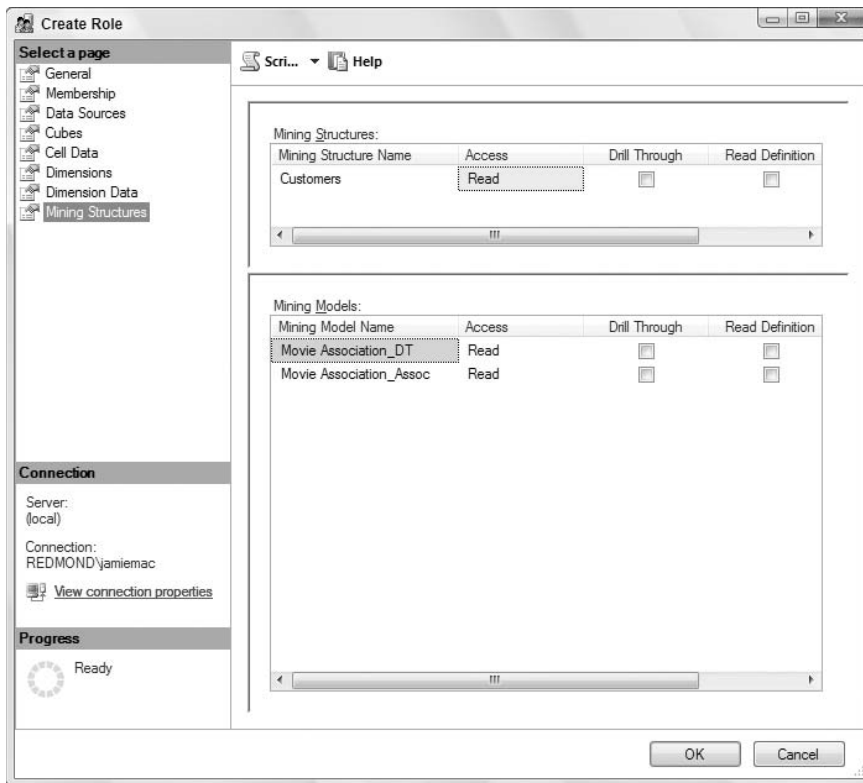 Create Role
Select a page
General
Membership
Data Sources
Cubes
Cell Data
Dimensions
Dimension Data
Mining Structures
Connection
Server:
(local)
Connection:
REDMOND\jamiemac
View connection properties
Progress
Ready
Scri... Help
Mining Structures:
Mining Structure Name Access Drill Through Read Definition
Customers Read
Mining Models:
Mining Model Name Access Drill Through Read Definition
Movie Association_DT Read
Movie Association_Assoc Read
OK Cancel